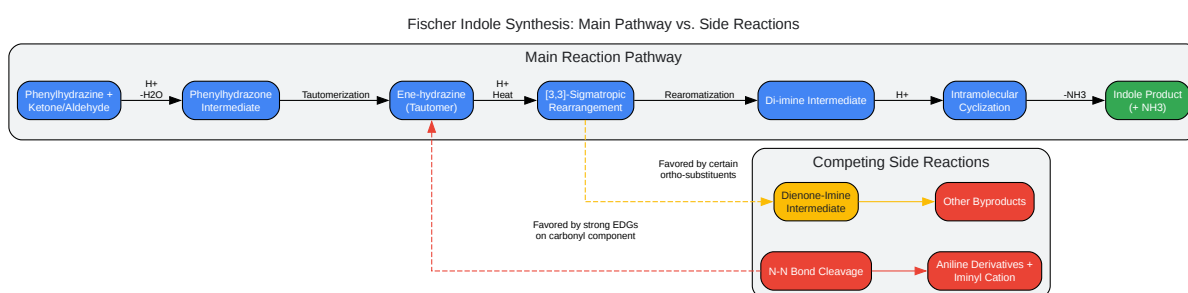 Fischer Indole Synthesis: Main Pathway vs. Side Reactions
Main Reaction Pathway
Phenylhydrazine +
Ketone/Aldehyde
H+
-H2O
Phenylhydrazone
Intermediate
Tautomerization
Ene-hydrazine
(Tautomer)
H+
Heat
[3,3]-Sigmatropic
Rearrangement
Rearomatization
Di-imine Intermediate
H+
Intramolecular
Cyclization
-NH3
Indole Product
(+ NH3)
Favored by certain
ortho-substituents
Competing Side Reactions
Dienone-Imine
Intermediate
Other Byproducts
Favored by strong EDGs
on carbonyl component
N-N Bond Cleavage
Aniline Derivatives +
Iminyl Cation